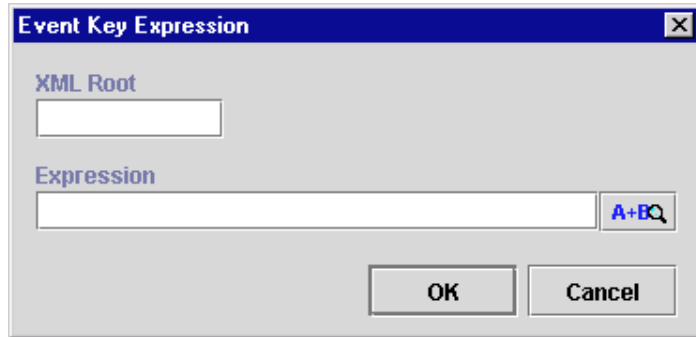 Event Key Expression
XML Root
Expression
A+B
OK
Cancel